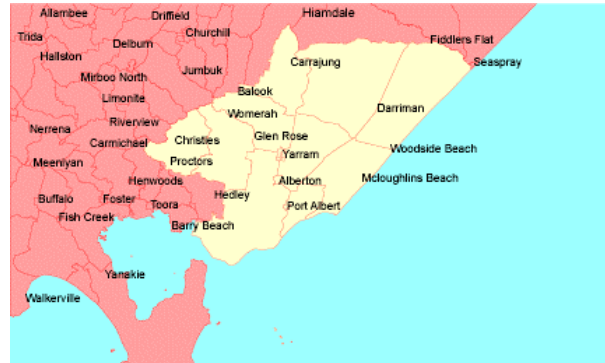 Allambee
Driffield
Hiamdale
Trida
Churchill
Fiddlers Flat
Delburn
Hallston
Carrajung
Seaspray
Jumbuk
Mirboo North
Balook
Limonite
Darriman
Womerah
Riverview
Nerrena
Glen Rose
Christies
Carmichael
Woodside Beach
Yarram
Meeniyan
Proctors
Mcloughlins Beach
Henwoods
Alberton
Hedley
Buffalo
Foster
Toora
Port Albert
Fish Creek
Barry Beach
Yanakie
Walkerville